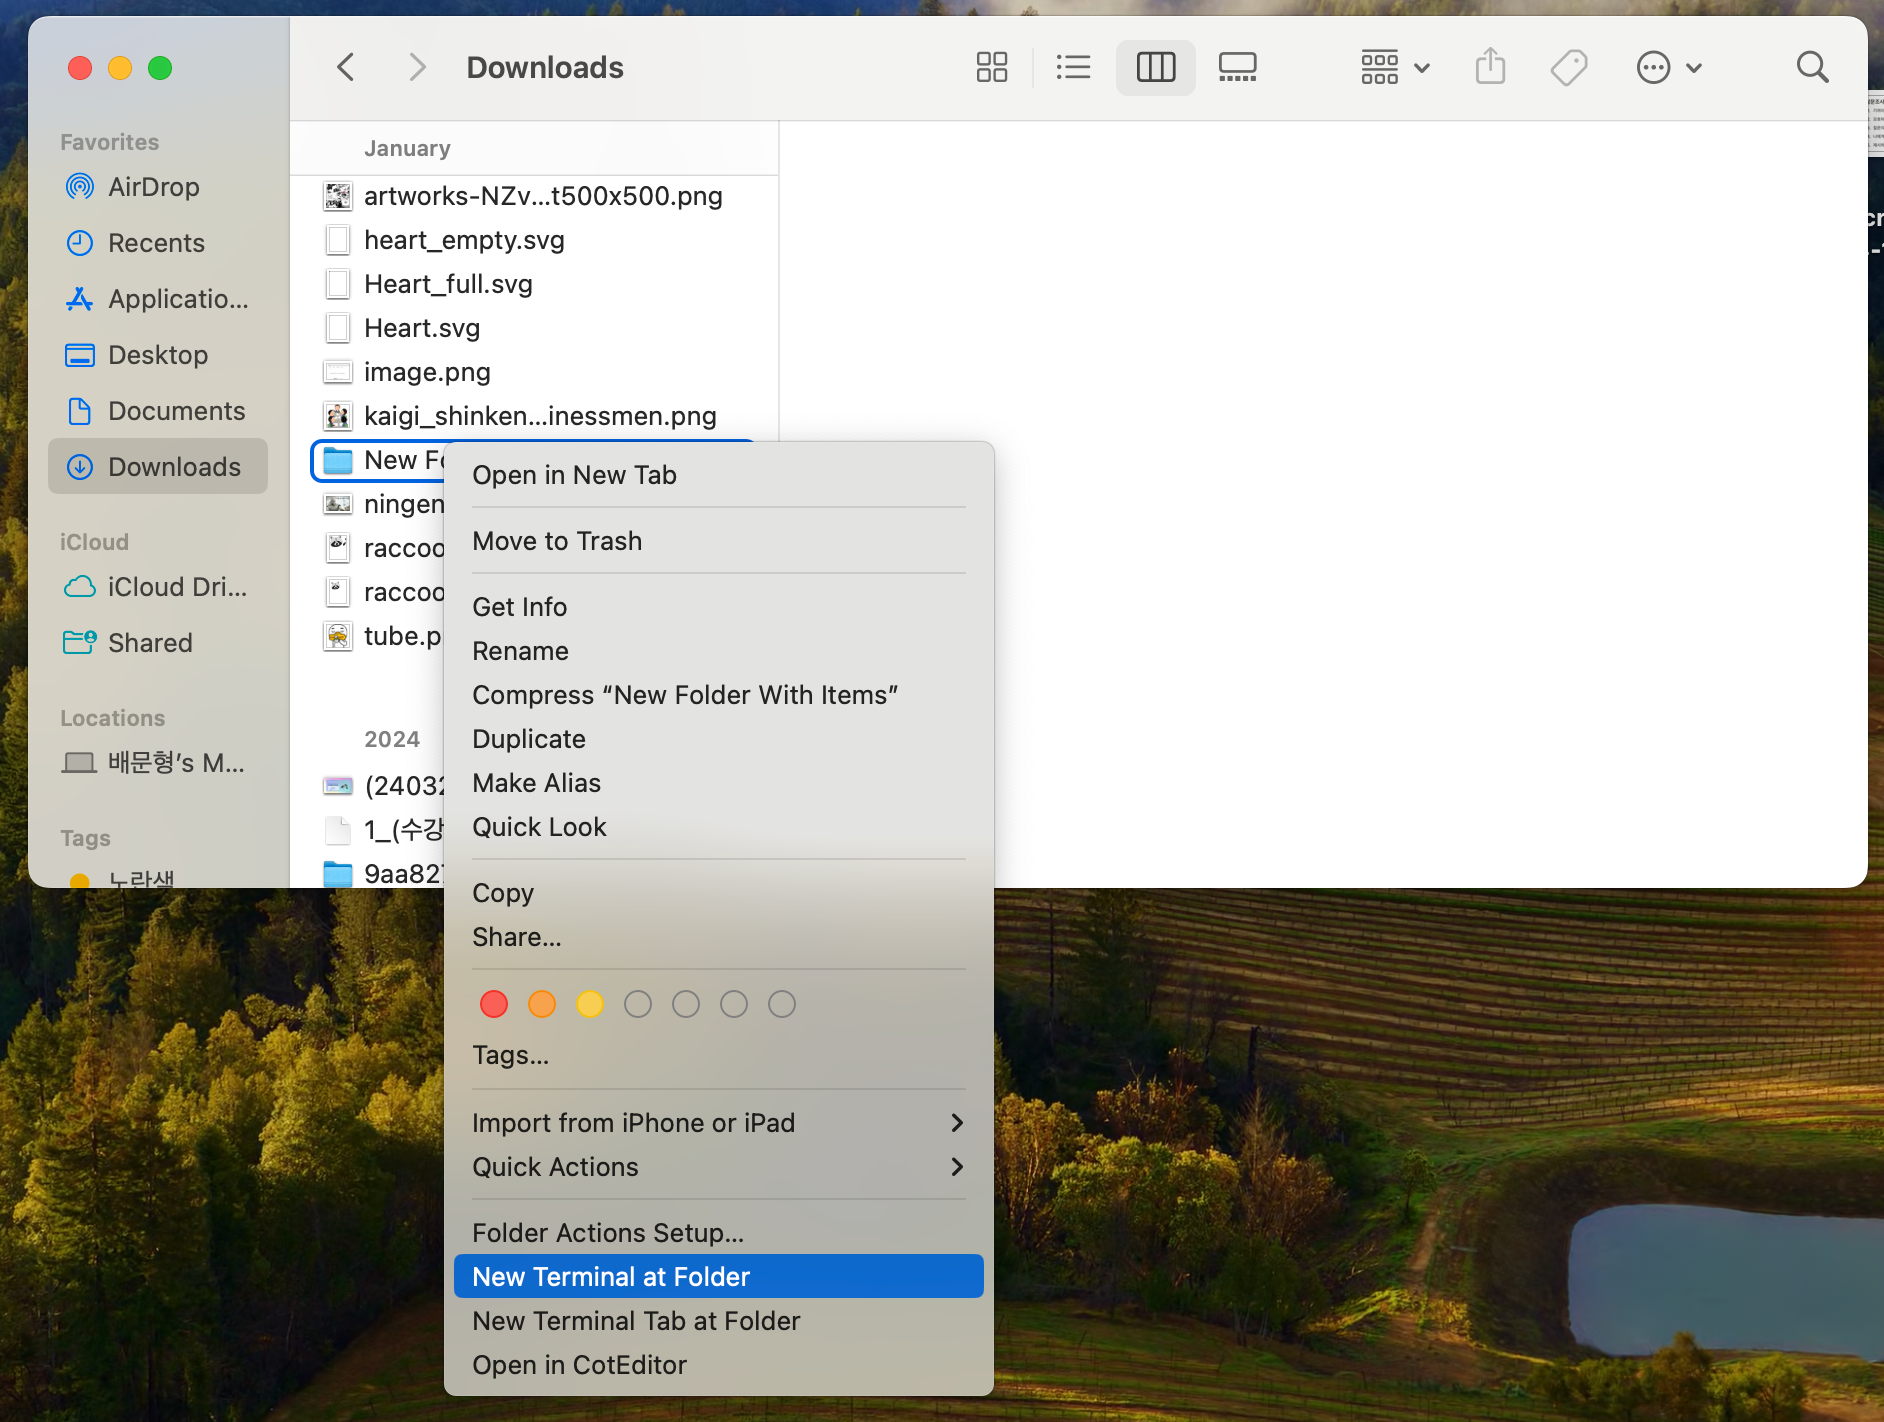 Downloads
Favorites
AirDrop
Recents
Applicatio...
Desktop
Documents
Downloads
iCloud
iCloud Dri...
Shared
Locations
배문형's M...
Tags
노란색
January
artworks-NZv...t500x500.png
heart_empty.svg
Heart_full.svg
Heart.svg
image.png
kaigi_shinken...inessmen.png
New Fo
ningen
raccoo
raccoo
tube.p
2024
(24032
1_(수강
9aa827
Open in New Tab
Move to Trash
Get Info
Rename
Compress “New Folder With Items”
Duplicate
Make Alias
Quick Look
Copy
Share...
Tags...
Import from iPhone or iPad
Quick Actions
Folder Actions Setup...
New Terminal at Folder
New Terminal Tab at Folder
Open in CotEditor